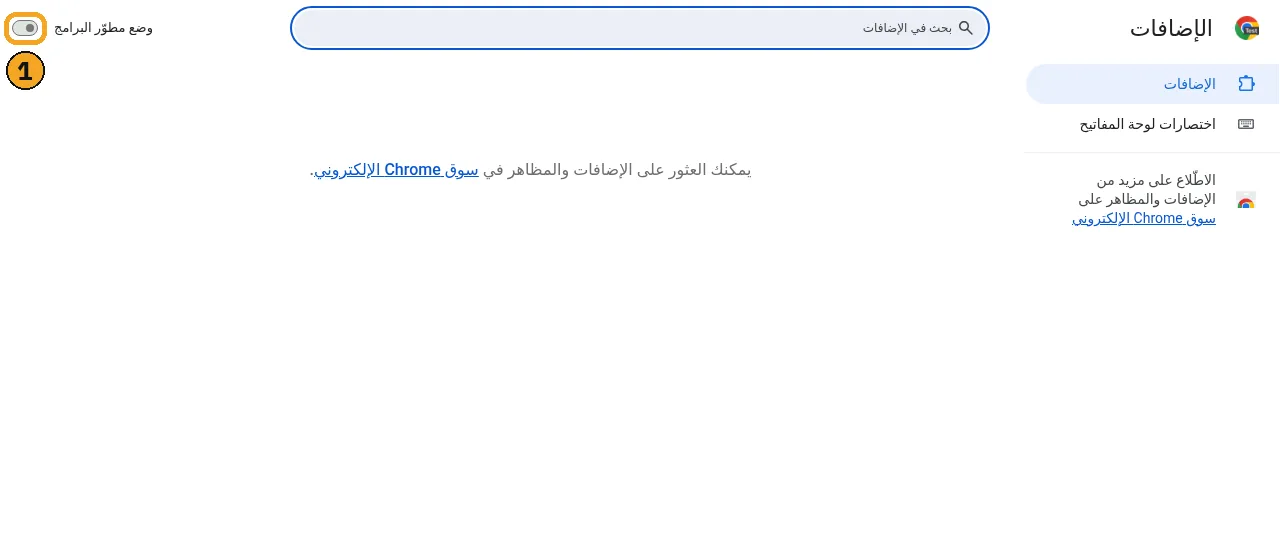 الإضافات
بحث في الإضافات
وضع مطوّر البرامج
1
الإضافات
اختصارات لوحة المفاتيح
الاطّلاع على مزيد من
الإضافات والمظاهر على
سوق Chrome الإلكتروني
يمكنك العثور على الإضافات والمظاهر في سوق Chrome الإلكتروني.
Test